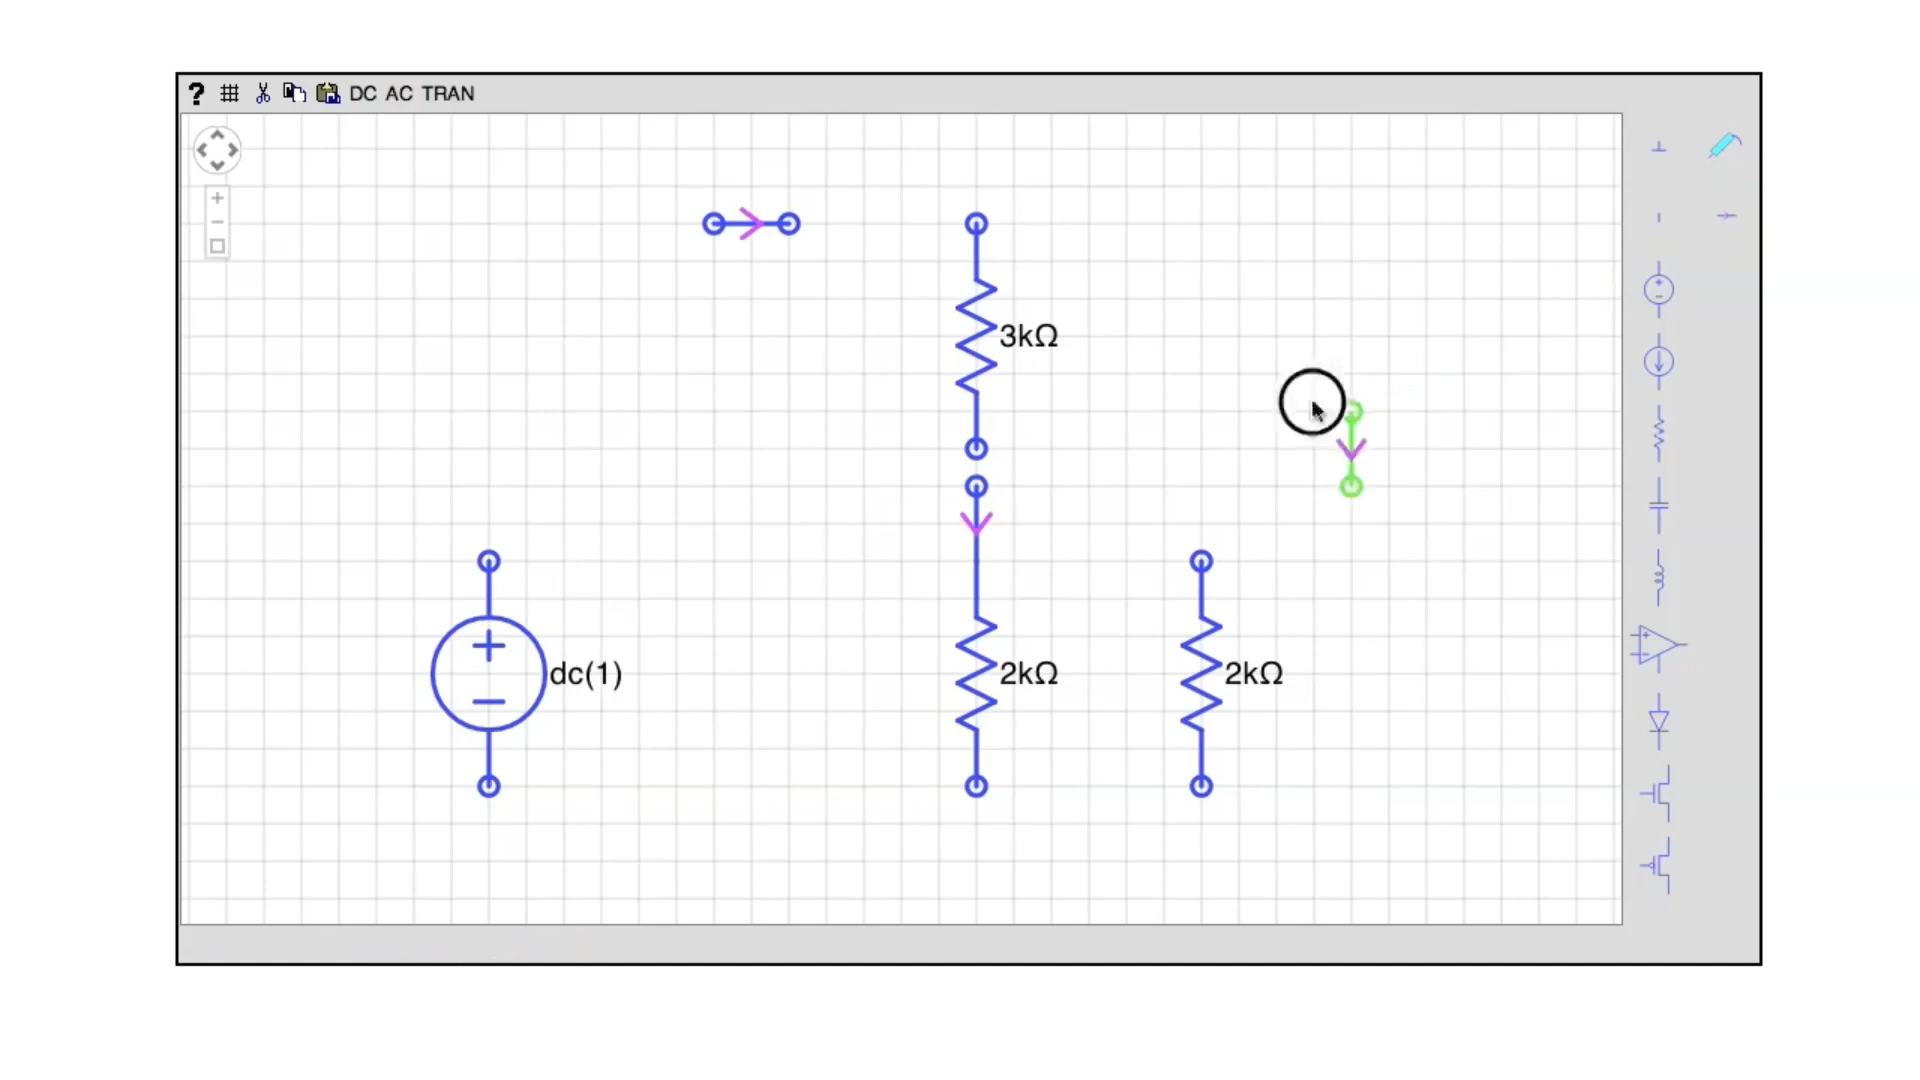 ? DC AC TRAN
3kΩ
dc(1)
2kΩ
2kΩ